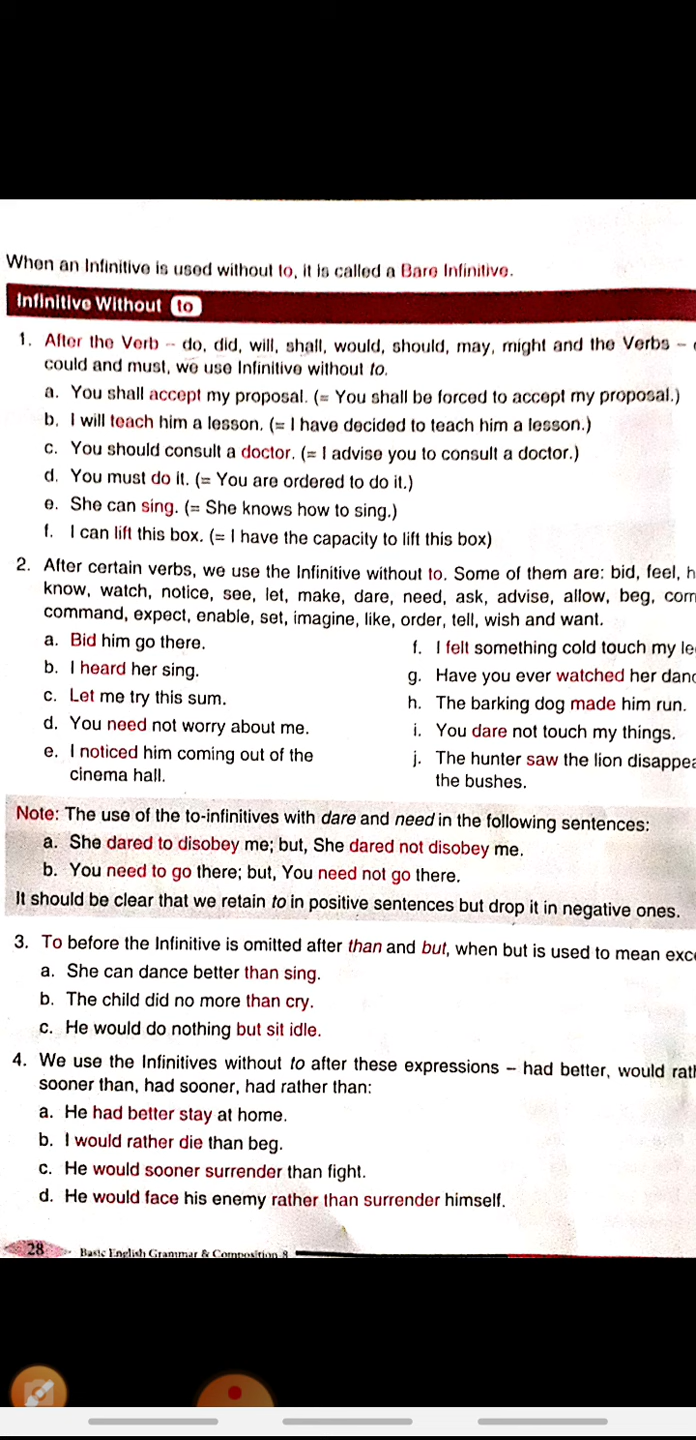 When an Infinitive is used without to, it is called a Bare Infinitive.
Infinitive Without to
1. After the Verb – do, did, will, shall, would, should, may, might and the Verbs –
could and must, we use Infinitive without to.
a. You shall accept my proposal. (= You shall be forced to accept my proposal.)
b. I will teach him a lesson. (= I have decided to teach him a lesson.)
c. You should consult a doctor. (= I advise you to consult a doctor.)
d. You must do it. (= You are ordered to do it.)
e. She can sing. (= She knows how to sing.)
f. I can lift this box. (= I have the capacity to lift this box)
2. After certain verbs, we use the Infinitive without to. Some of them are: bid, feel, h
know, watch, notice, see, let, make, dare, need, ask, advise, allow, beg, com
command, expect, enable, set, imagine, like, order, tell, wish and want.
a. Bid him go there.
b. I heard her sing.
c. Let me try this sum.
d. You need not worry about me.
e. I noticed him coming out of the
cinema hall.
f. I felt something cold touch my le
g. Have you ever watched her danc
h. The barking dog made him run.
i. You dare not touch my things.
j. The hunter saw the lion disappea
the bushes.
Note: The use of the to-infinitives with dare and need in the following sentences:
a. She dared to disobey me; but, She dared not disobey me.
b. You need to go there; but, You need not go there.
It should be clear that we retain to in positive sentences but drop it in negative ones.
3. To before the Infinitive is omitted after than and but, when but is used to mean exc
a. She can dance better than sing.
b. The child did no more than cry.
c. He would do nothing but sit idle.
4. We use the Infinitives without to after these expressions – had better, would rath
sooner than, had sooner, had rather than:
a. He had better stay at home.
b. I would rather die than beg.
c. He would sooner surrender than fight.
d. He would face his enemy rather than surrender himself.
28 Basic English Grammar & Composition 8